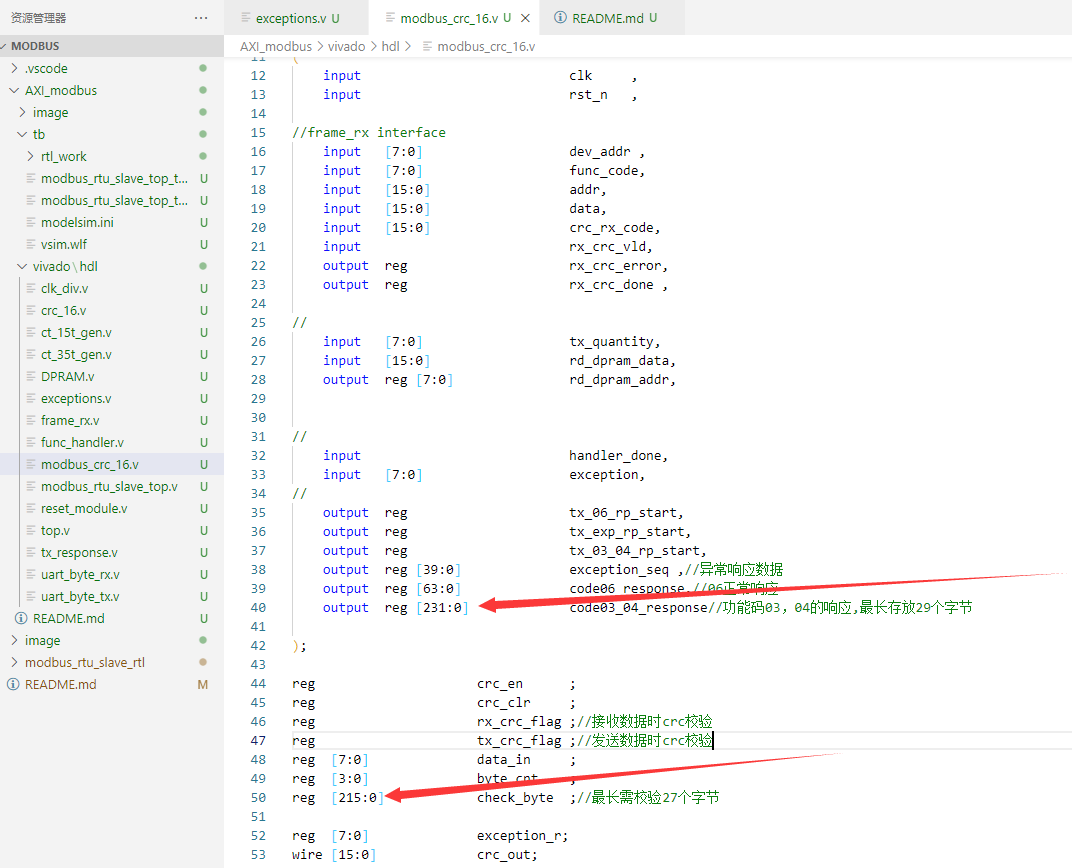 资源管理器 ···
MODBUS
.vscode
AXI_modbus
image
tb
rtl_work
modbus_rtu_slave_top_t... U
modbus_rtu_slave_top_t... U
modelsim.ini U
vsim.wlf U
vivado\hdl
clk_div.v U
crc_16.v U
ct_15t_gen.v U
ct_35t_gen.v U
DPRAM.v U
exceptions.v U
frame_rx.v U
func_handler.v U
modbus_crc_16.v U
modbus_rtu_slave_top.v U
reset_module.v U
top.v U
tx_response.v U
uart_byte_rx.v U
uart_byte_tx.v U
README.md U
image
modbus_rtu_slave_rtl
README.md M
exceptions.v U modbus_crc_16.v U × README.md U
AXI_modbus > vivado > hdl > modbus_crc_16.v
11 (
12 input clk ,
13 input rst_n ,
14
15 //frame_rx interface
16 input [7:0] dev_addr ,
17 input [7:0] func_code,
18 input [15:0] addr,
19 input [15:0] data,
20 input [15:0] crc_rx_code,
21 input rx_crc_vld,
22 output reg rx_crc_error,
23 output reg rx_crc_done ,
24
25 //
26 input [7:0] tx_quantity,
27 input [15:0] rd_dpram_data,
28 output reg [7:0] rd_dpram_addr,
29
30
31 //
32 input handler_done,
33 input [7:0] exception,
34 //
35 output reg tx_06_rp_start,
36 output reg tx_exp_rp_start,
37 output reg tx_03_04_rp_start,
38 output reg [39:0] exception_seq ,//异常响应数据
39 output reg [63:0] code06_response,//06正常响应
40 output reg [231:0] code03_04_response//功能码03，04的响应,最长存放29个字节
41
42 );
43
44 reg crc_en ;
45 reg crc_clr ;
46 reg rx_crc_flag ;//接收数据时crc校验
47 reg tx_crc_flag ;//发送数据时crc校验
48 reg [7:0] data_in ;
49 reg [3:0] byte_cnt ;
50 reg [215:0] check_byte ;//最长需校验27个字节
51
52 reg [7:0] exception_r;
53 wire [15:0] crc_out;